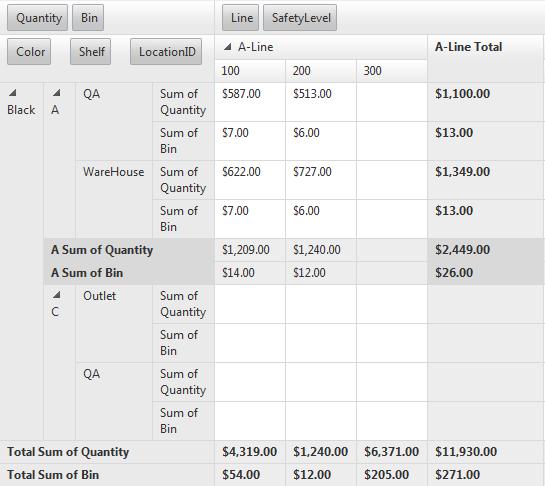 Quantity Bin Line SafetyLevel
Color Shelf LocationID A-Line A-Line Total
100 200 300
Black A QA Sum of Quantity $587.00 $513.00 $1,100.00
Sum of Bin $7.00 $6.00 $13.00
WareHouse Sum of Quantity $622.00 $727.00 $1,349.00
Sum of Bin $7.00 $6.00 $13.00
A Sum of Quantity $1,209.00 $1,240.00 $2,449.00
A Sum of Bin $14.00 $12.00 $26.00
C Outlet Sum of Quantity
Sum of Bin
QA Sum of Quantity
Sum of Bin
Total Sum of Quantity $4,319.00 $1,240.00 $6,371.00 $11,930.00
Total Sum of Bin $54.00 $12.00 $205.00 $271.00